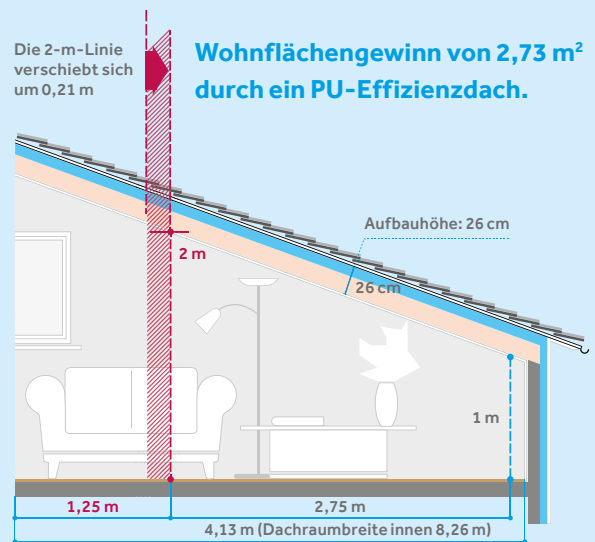 Die 2-m-Linie
verschiebt sich
um 0,21 m
Wohnflächengewinn von 2,73 m²
durch ein PU-Effizienzdach.
Aufbauhöhe: 26 cm
2 m
26 cm
1 m
1,25 m
2,75 m
4,13 m (Dachraumbreite innen 8,26 m)